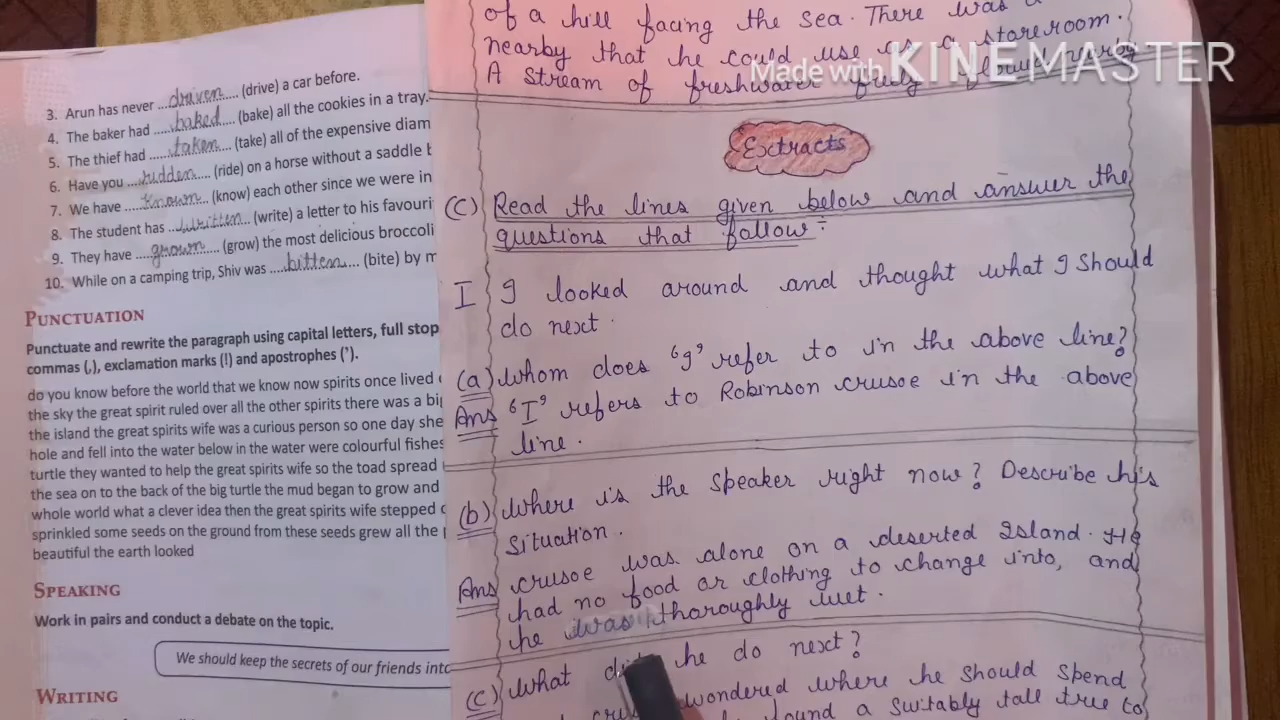 3. Arun has never ...driven.... (drive) a car before.
4. The baker had ....baked.... (bake) all the cookies in a tray.
5. The thief had .....taken.... (take) all of the expensive diam
6. Have you ...ridden.... (ride) on a horse without a saddle
7. We have ....known.. (know) each other since we were in
8. The student has ..written.... (write) a letter to his favouri
9. They have ....grown.... (grow) the most delicious broccoli
10. While on a camping trip, Shiv was ....bitten.... (bite) by
PUNCTUATION
Punctuate and rewrite the paragraph using capital letters, full stop
commas (,), exclamation marks (!) and apostrophes (').
do you know before the world that we know now spirits once lived
the sky the great spirit ruled over all the other spirits there was a big
the island the great spirits wife was a curious person so one day she
hole and fell into the water below in the water were colourful fishes
turtle they wanted to help the great spirits wife so the toad spread
the sea on to the back of the big turtle the mud began to grow and
whole world what a clever idea then the great spirits wife stepped
sprinkled some seeds on the ground from these seeds grew all the
beautiful the earth looked
SPEAKING
Work in pairs and conduct a debate on the topic.
We should keep the secrets of our friends into
WRITING
of a hill facing the sea. There was a
nearby that he could use as a storeroom.
A stream of freshwater nearby
Made with KINEMASTER
Extracts
(C) Read the lines given below and answer the
questions that follow :-
I I looked around and thought what I should
do next.
(a) Whom does 'I' refer to in the above line?
Ans 'I' refers to Robinson crusoe in the above
line.
(b) Where is the speaker right now? Describe his
situation.
Ans crusoe was alone on a deserted Island. He
had no food or clothing to change into, and
he was thoroughly wet.
(c) What did he do next?
wondered where he should spend
found a suitably tall true to